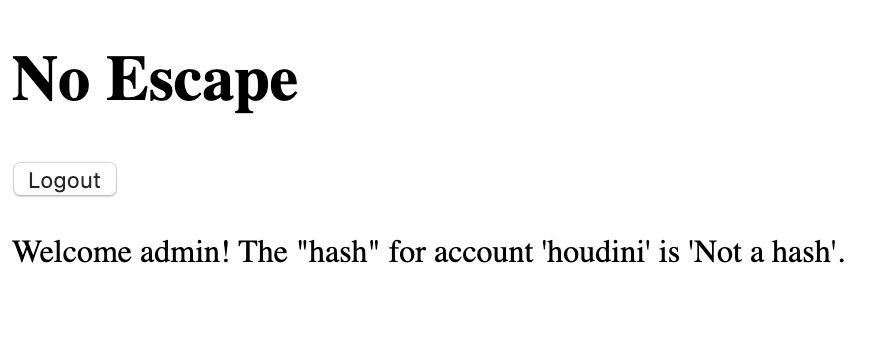 No Escape
Logout
Welcome admin! The "hash" for account 'houdini' is 'Not a hash'.